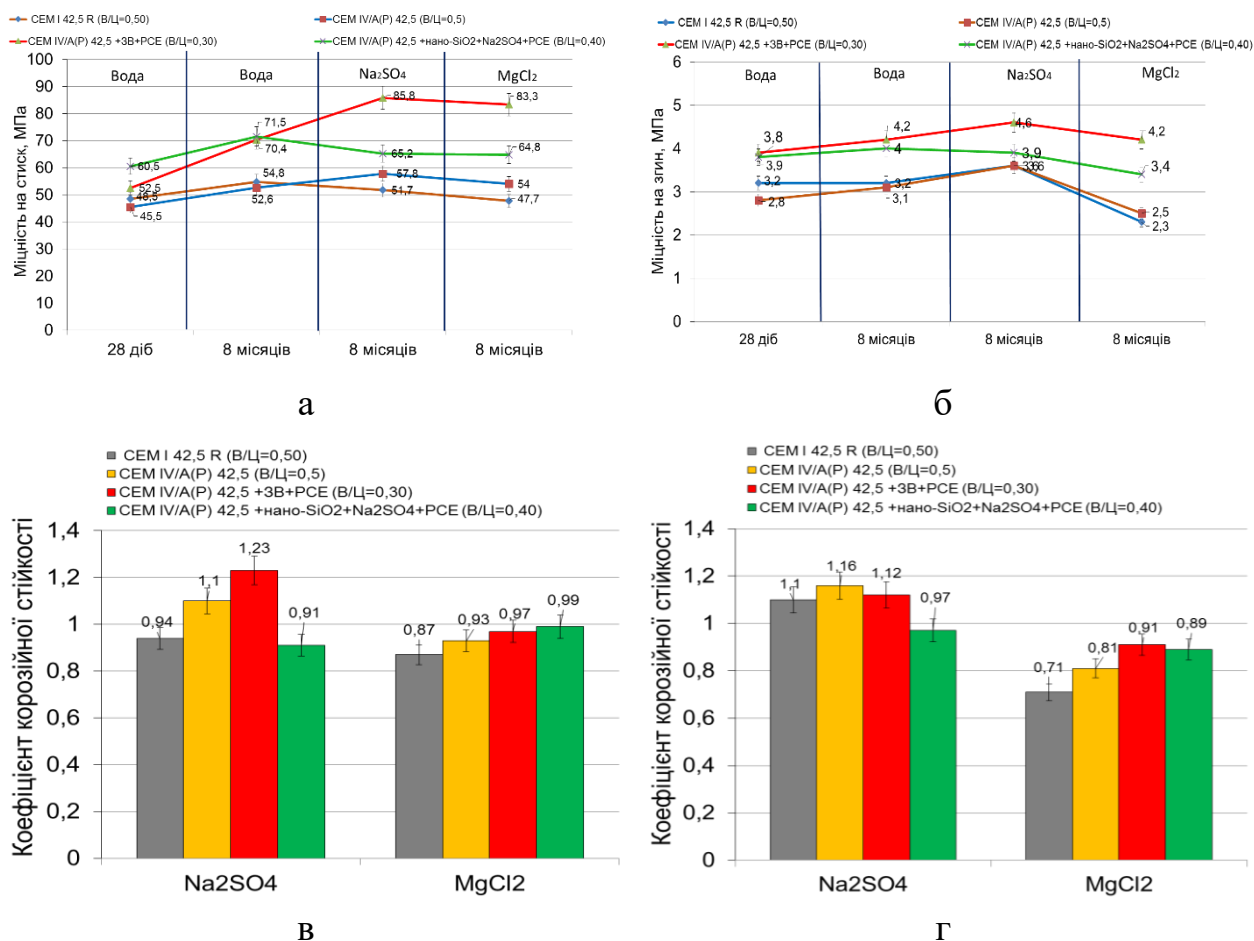 CEM I 42,5 R (В/Ц=0,50)
CEM IV/A(P) 42,5 (В/Ц=0,5)
CEM IV/A(P) 42,5 +ЗВ+PCE (В/Ц=0,30)
CEM IV/A(P) 42,5 +нано-SiO2+Na2SO4+PCE (В/Ц=0,40)
Міцність на стиск, МПа
100
90
80
70
60
50
40
30
20
10
0
Вода
Вода
Na₂SO₄
MgCl₂
60,5
52,5
48,5
45,5
71,5
70,4
54,8
52,6
85,8
65,2
57,8
51,7
83,3
64,8
54
47,7
28 діб
8 місяців
8 місяців
8 місяців
а
CEM I 42,5 R (В/Ц=0,50)
CEM IV/A(P) 42,5 (В/Ц=0,5)
CEM IV/A(P) 42,5 +ЗВ+PCE (В/Ц=0,30)
CEM IV/A(P) 42,5 +нано-SiO2+Na2SO4+PCE (В/Ц=0,40)
Міцність на згин, МПа
6
5
4
3
2
1
0
Вода
Вода
Na₂SO₄
MgCl₂
3,8
3,9
3,2
2,8
4,2
4
3,2
3,1
4,6
3,9
3,6
3,6
4,2
3,4
2,5
2,3
28 діб
8 місяців
8 місяців
8 місяців
б
CEM I 42,5 R (В/Ц=0,50)
CEM IV/A(P) 42,5 (В/Ц=0,5)
CEM IV/A(P) 42,5 +ЗВ+PCE (В/Ц=0,30)
CEM IV/A(P) 42,5 +нано-SiO2+Na2SO4+PCE (В/Ц=0,40)
Коефіцієнт корозійної стійкості
1,4
1,2
1
0,8
0,6
0,4
0,2
0
0,94
1,1
1,23
0,91
0,87
0,93
0,97
0,99
Na2SO4
MgCl2
в
CEM I 42,5 R (В/Ц=0,50)
CEM IV/A(P) 42,5 (В/Ц=0,5)
CEM IV/A(P) 42,5 +ЗВ+PCE (В/Ц=0,30)
CEM IV/A(P) 42,5 +нано-SiO2+Na2SO4+PCE (В/Ц=0,40)
Коефіцієнт корозійної стійкості
1,4
1,2
1
0,8
0,6
0,4
0,2
0
1,1
1,16
1,12
0,97
0,71
0,81
0,91
0,89
Na2SO4
MgCl2
г